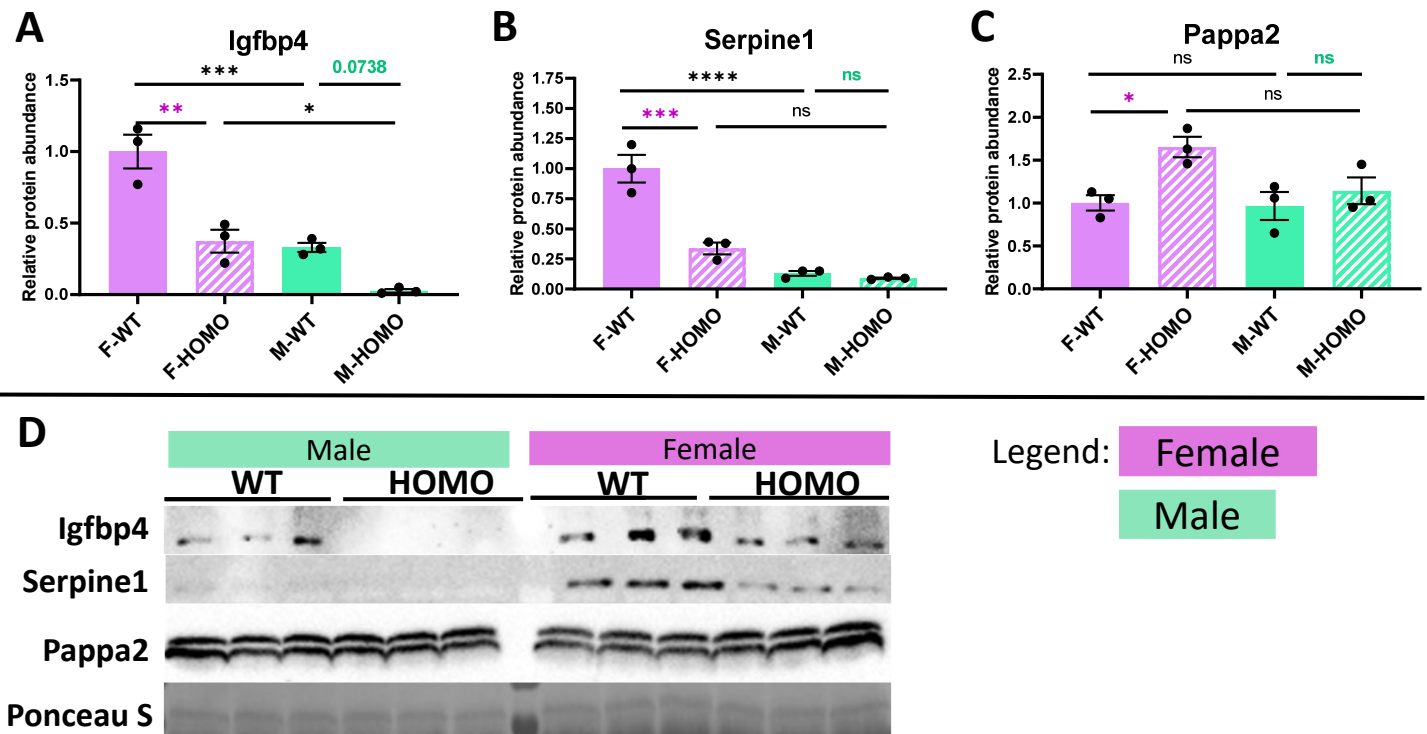 A
Igfbp4
***
0.0738
**
*
Relative protein abundance
1.5
1.0
0.5
0.0
F-WT
F-HOMO
M-WT
M-HOMO
B
Serpine1
****
ns
***
ns
Relative protein abundance
1.75
1.50
1.25
1.00
0.75
0.50
0.25
0.00
F-WT
F-HOMO
M-WT
M-HOMO
C
Pappa2
ns
ns
*
ns
Relative protein abundance
2.5
2.0
1.5
1.0
0.5
0.0
F-WT
F-HOMO
M-WT
M-HOMO
D
Male
Female
WT
HOMO
WT
HOMO
Igfbp4
Serpine1
Pappa2
Ponceau S
Legend:
Female
Male